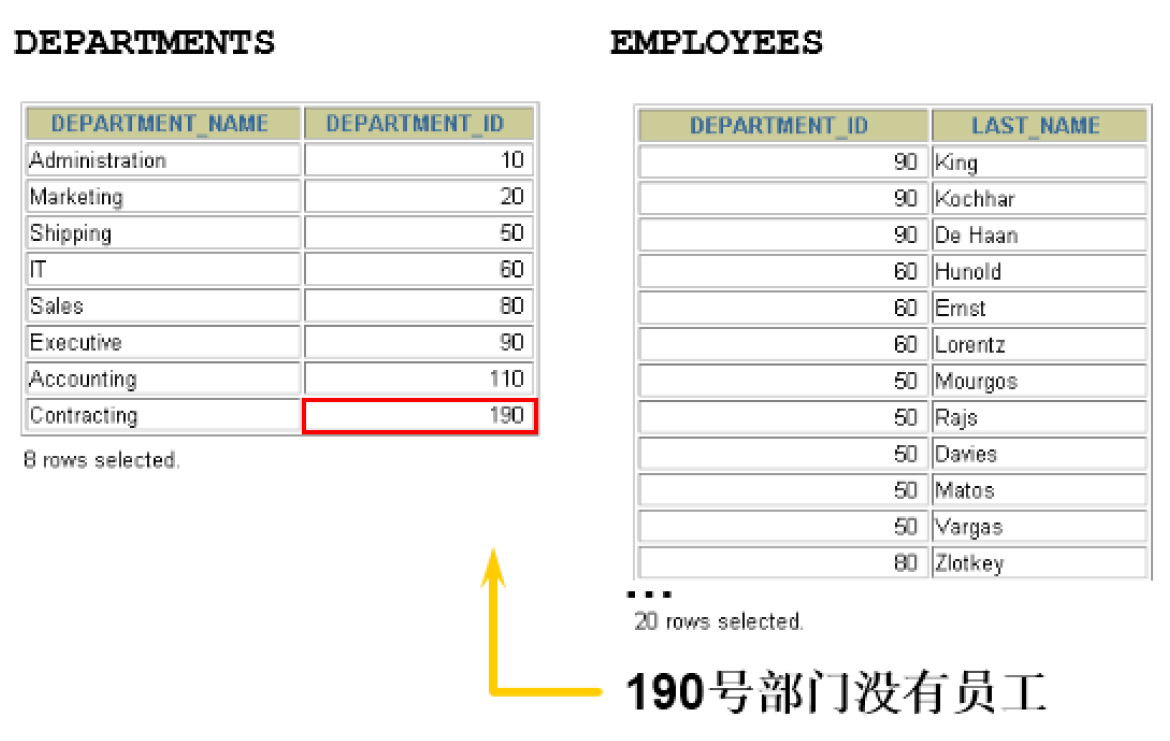 DEPARTMENTS
DEPARTMENT_NAME DEPARTMENT_ID
Administration 10
Marketing 20
Shipping 50
IT 60
Sales 80
Executive 90
Accounting 110
Contracting 190
8 rows selected.
EMPLOYEES
DEPARTMENT_ID LAST_NAME
90 King
90 Kochhar
90 De Haan
60 Hunold
60 Ernst
60 Lorentz
50 Mourgos
50 Rajs
50 Davies
50 Matos
50 Vargas
80 Zlotkey
...
20 rows selected.
190号部门没有员工